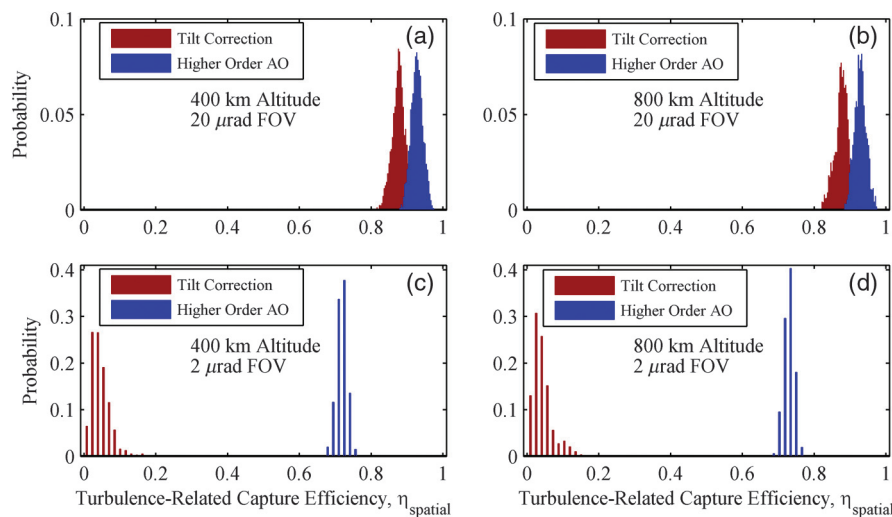 0.1
0.05
0
Probability
Tilt Correction
Higher Order AO
(a)
400 km Altitude
20 μrad FOV
0 0.2 0.4 0.6 0.8 1
0.1
0.05
0
Tilt Correction
Higher Order AO
(b)
800 km Altitude
20 μrad FOV
0 0.2 0.4 0.6 0.8 1
0.4
0.3
0.2
0.1
0
Probability
Tilt Correction
Higher Order AO
(c)
400 km Altitude
2 μrad FOV
0 0.2 0.4 0.6 0.8 1
Turbulence-Related Capture Efficiency, ηspatial
0.4
0.3
0.2
0.1
0
Tilt Correction
Higher Order AO
(d)
800 km Altitude
2 μrad FOV
0 0.2 0.4 0.6 0.8 1
Turbulence-Related Capture Efficiency, ηspatial